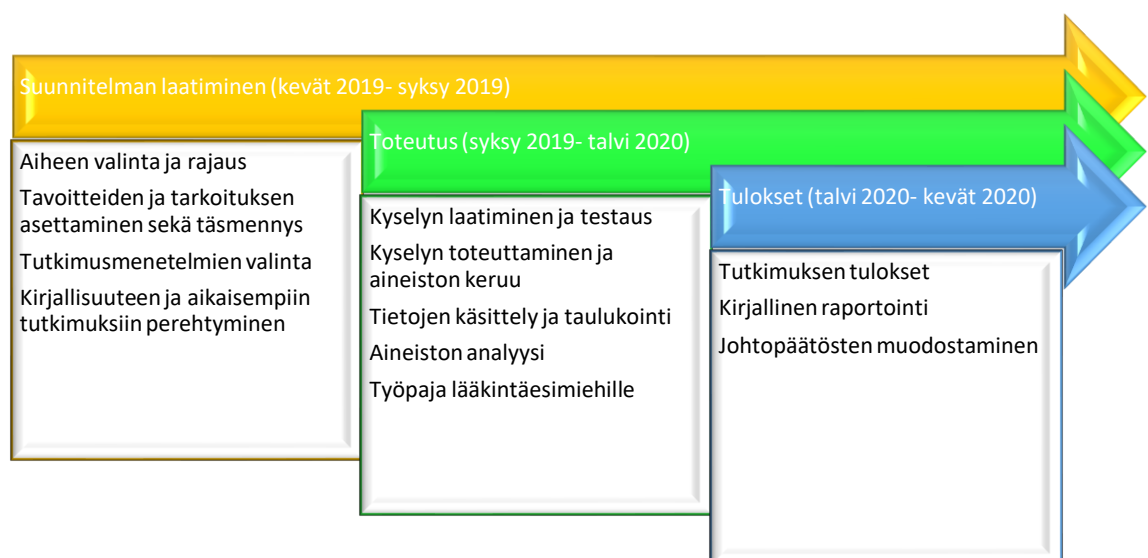 Suunnitelman laatiminen (kevät 2019- syksy 2019)
Aiheen valinta ja rajaus
Tavoitteiden ja tarkoituksen
asettaminen sekä täsmennys
Tutkimusmenetelmien valinta
Kirjallisuuteen ja aikaisempiin
tutkimuksiin perehtyminen
Toteutus (syksy 2019- talvi 2020)
Kyselyn laatiminen ja testaus
Kyselyn toteuttaminen ja
aineiston keruu
Tietojen käsittely ja taulukointi
Aineiston analyysi
Työpaja lääkintäesimiehille
Tulokset (talvi 2020- kevät 2020)
Tutkimuksen tulokset
Kirjallinen raportointi
Johtopäätösten muodostaminen